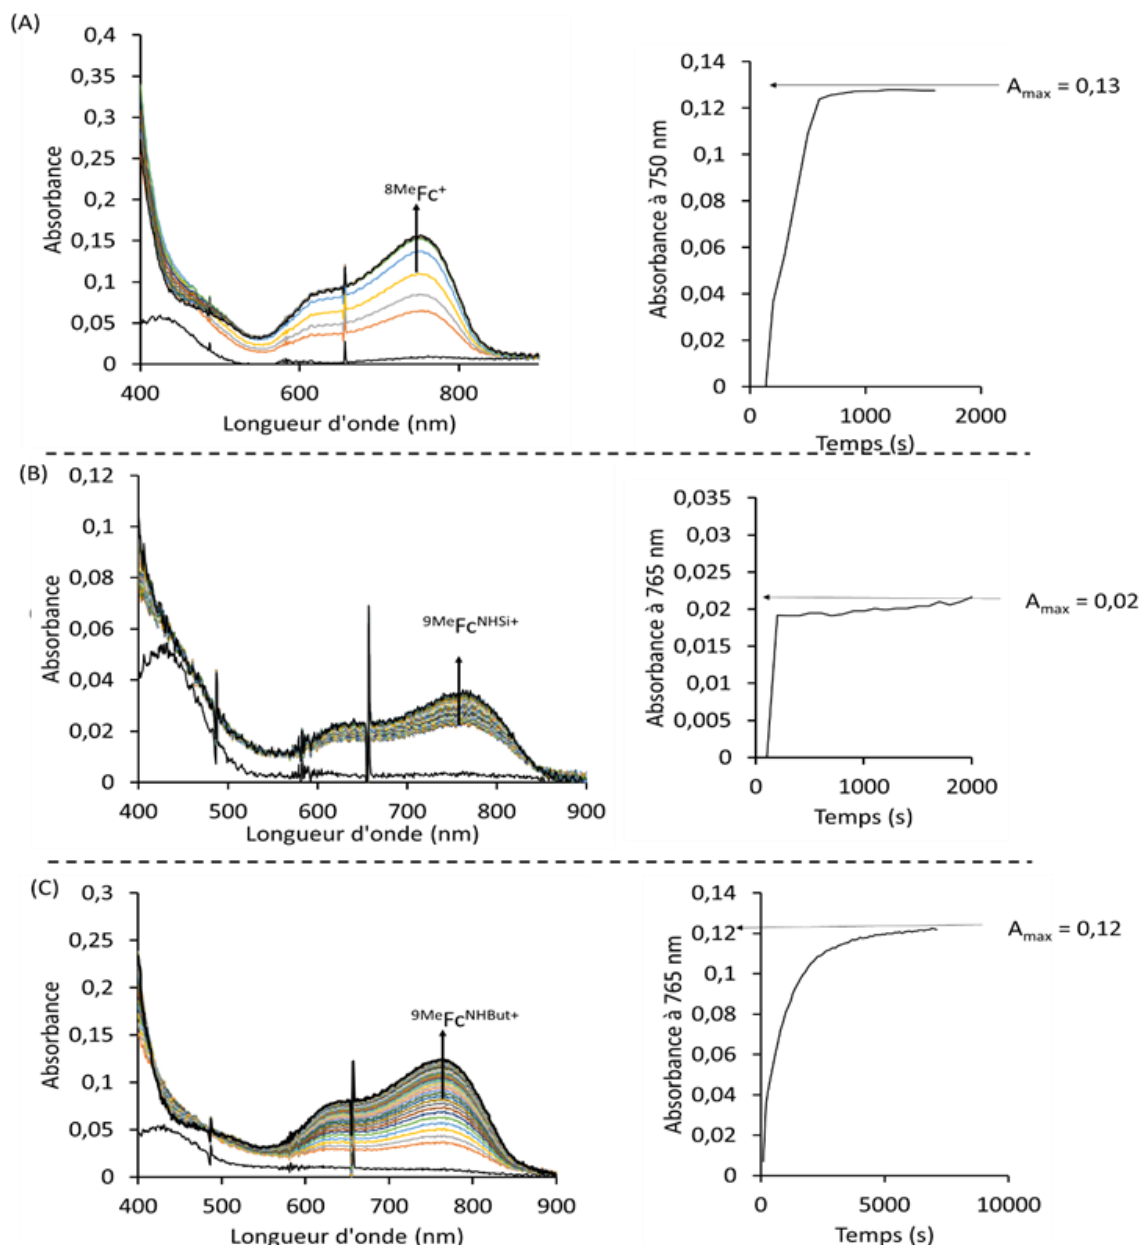 (A)
0,4
0,35
0,3
0,25
0,2
0,15
0,1
0,05
0
Absorbance
8MeFc+
400 600 800
Longueur d'onde (nm)
0,14
0,12
0,1
0,08
0,06
0,04
0,02
0
Absorbance à 750 nm
Amax = 0,13
0 1000 2000
Temps (s)
(B)
0,12
0,1
0,08
0,06
0,04
0,02
0
Absorbance
9MeFcNHSi+
400 500 600 700 800 900
Longueur d'onde (nm)
0,035
0,03
0,025
0,02
0,015
0,01
0,005
0
Absorbance à 765 nm
Amax = 0,02
0 1000 2000
Temps (s)
(C)
0,3
0,25
0,2
0,15
0,1
0,05
0
Absorbance
9MeFcNHBut+
400 500 600 700 800 900
Longueur d'onde (nm)
0,14
0,12
0,1
0,08
0,06
0,04
0,02
0
Absorbance à 765 nm
Amax = 0,12
0 5000 10000
Temps (s)